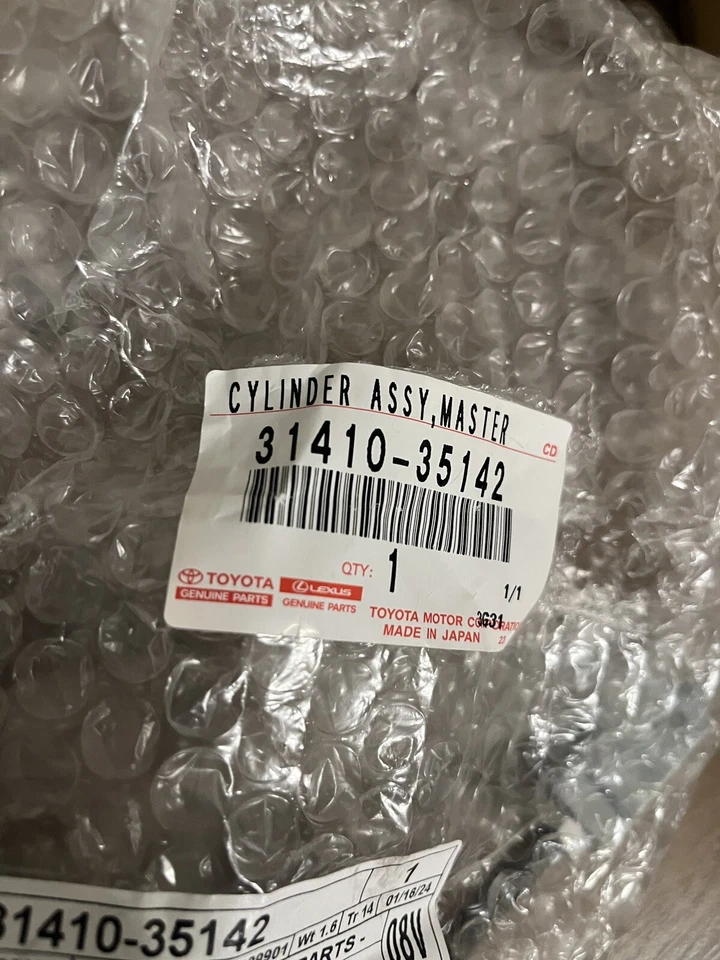 CYLINDER ASSY,MASTER
CD
31410-35142
QTY: 1
1/1
TOYOTA
GENUINE PARTS
LEXUS
GENUINE PARTS
3G31
TOYOTA MOTOR
MADE IN JAPAN
1
31410-35142
Wt 1.6
Tr 14
01/16/24
08V